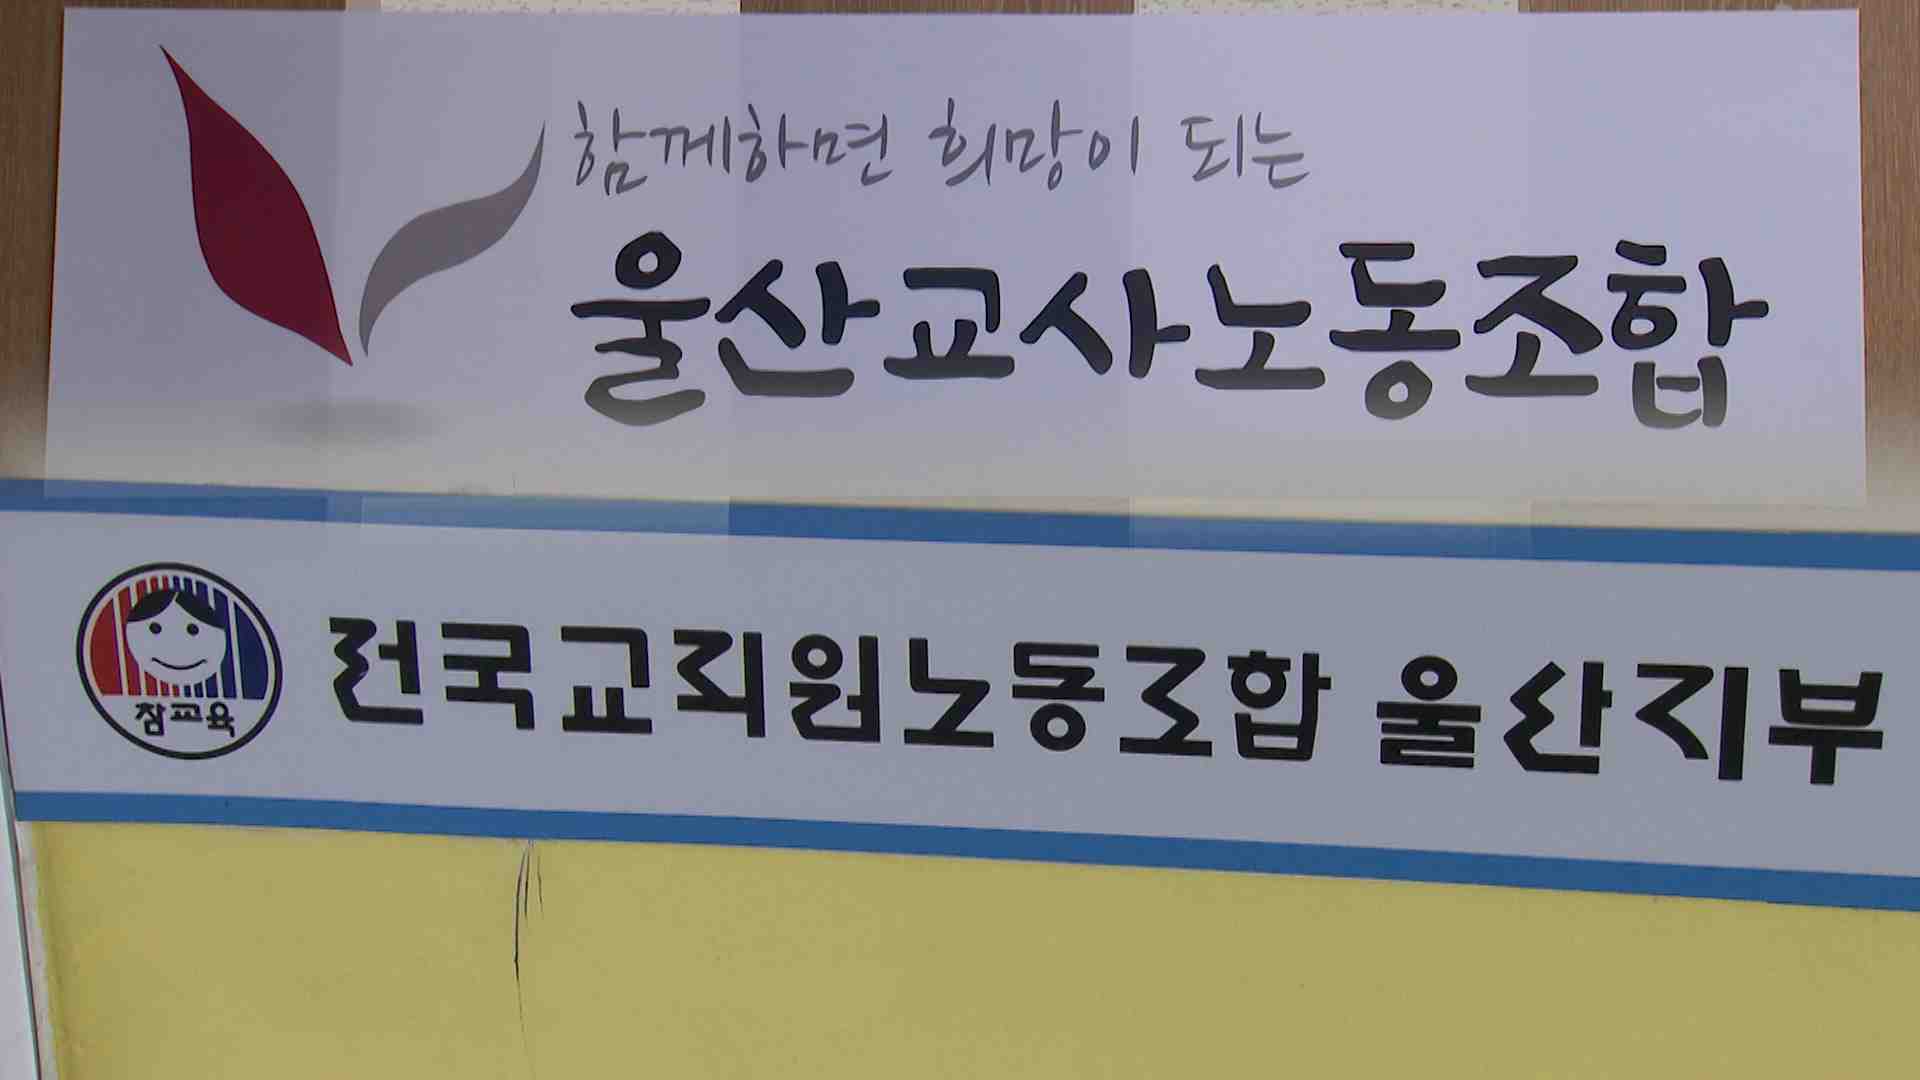 함께하면 희망이 되는
울산교사노동조합
전국교직원노동조합 울산지부
참교육